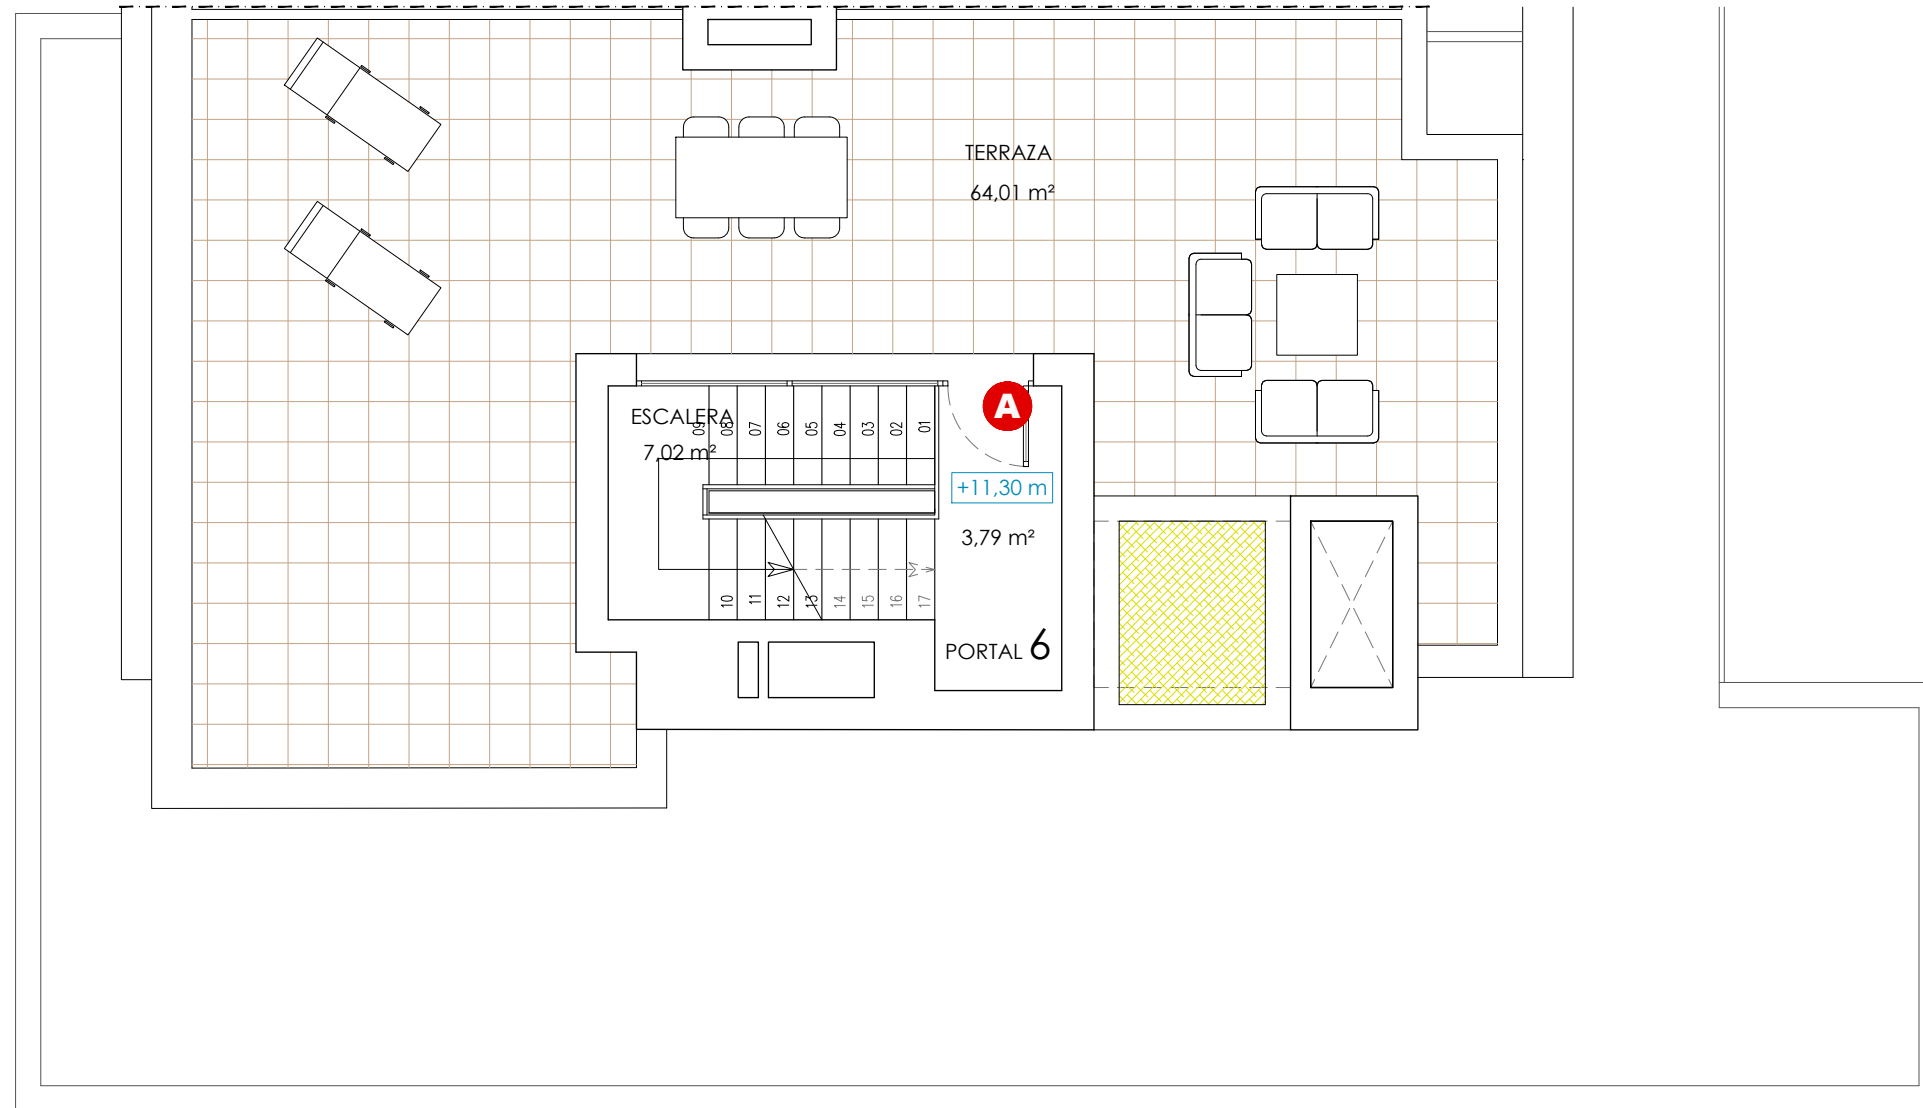 TERRAZA
64,01 m²
A
ESCALERA
7,02 m²
09 08 07 06 05 04 03 02 01
+11,30 m
3,79 m²
10 11 12 13 14 15 16 17
PORTAL 6